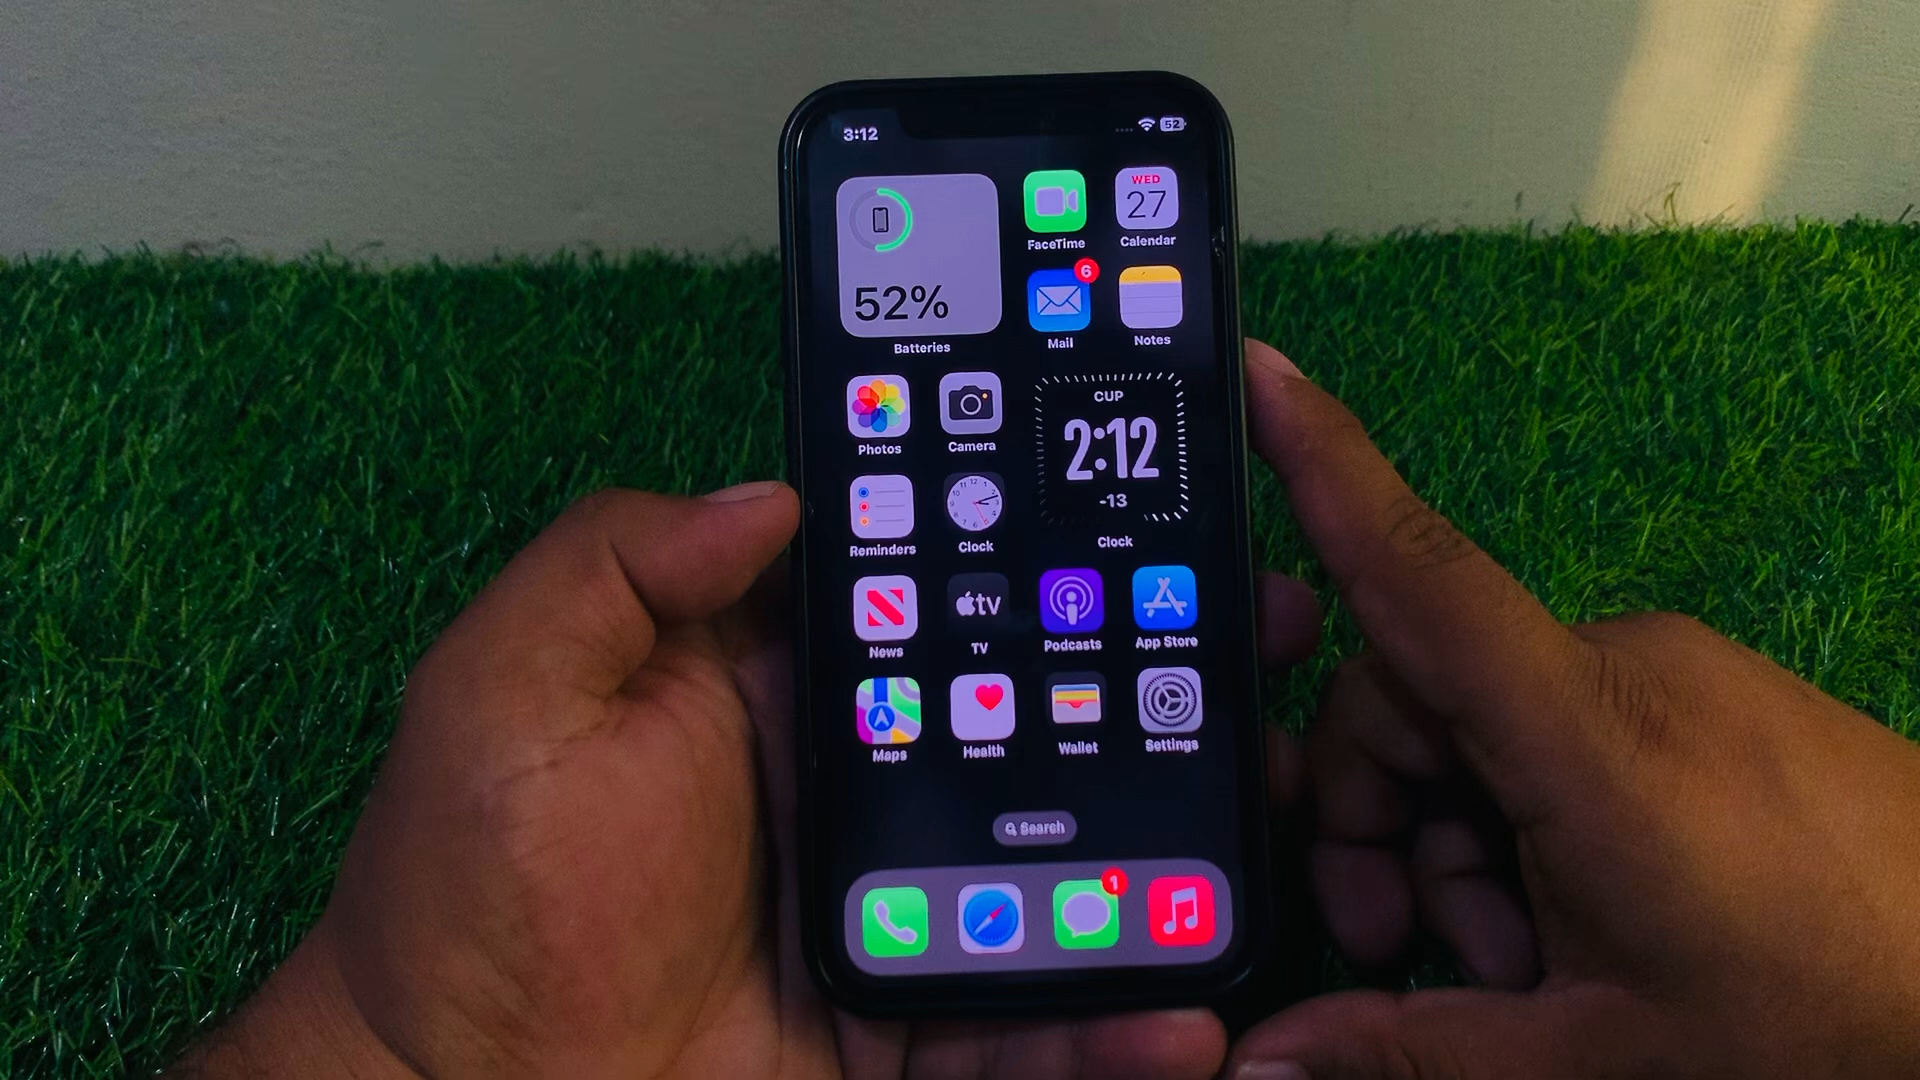 3:12
52
52%
Batteries
FaceTime
WED
27
Calendar
6
Mail
Notes
Photos
Camera
CUP
2:12
-13
Clock
Reminders
Clock
News
tv
TV
Podcasts
App Store
Maps
Health
Wallet
Settings
Search
1